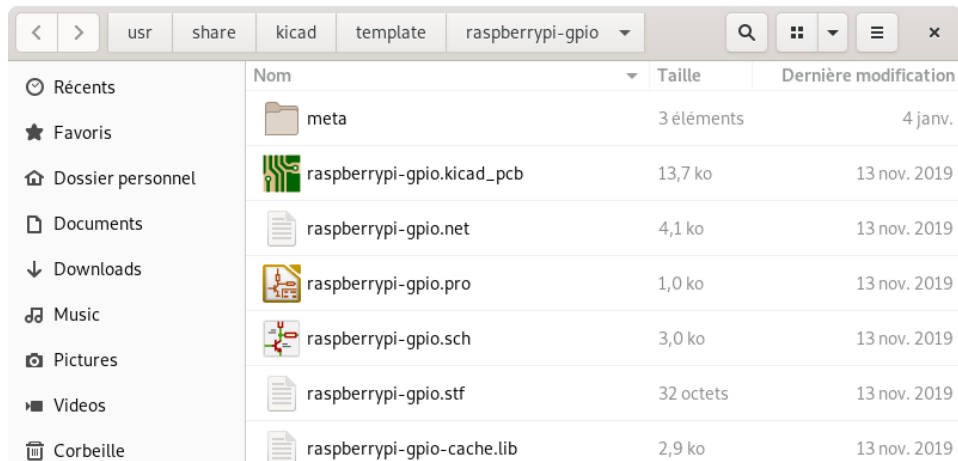 usr share kicad template raspberrypi-gpio
Récents
Favoris
Dossier personnel
Documents
Downloads
Music
Pictures
Videos
Corbeille
Nom Taille Dernière modification
meta 3 éléments 4 janv.
raspberrypi-gpio.kicad_pcb 13,7 ko 13 nov. 2019
raspberrypi-gpio.net 4,1 ko 13 nov. 2019
raspberrypi-gpio.pro 1,0 ko 13 nov. 2019
raspberrypi-gpio.sch 3,0 ko 13 nov. 2019
raspberrypi-gpio.stf 32 octets 13 nov. 2019
raspberrypi-gpio-cache.lib 2,9 ko 13 nov. 2019